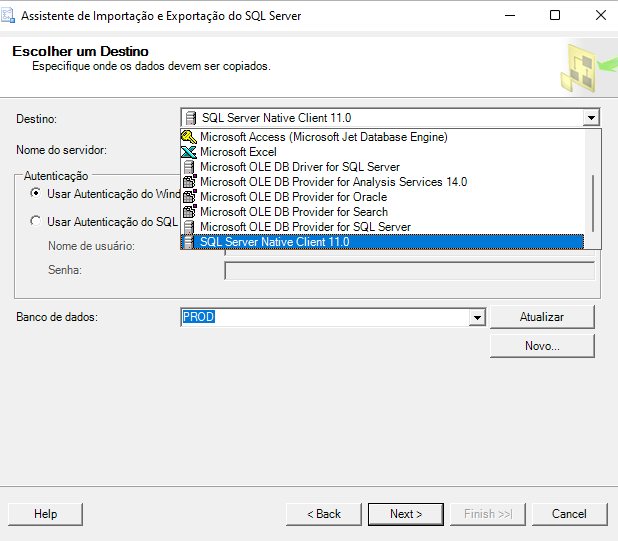 Assistente de Importação e Exportação do SQL Server
Escolher um Destino
Especifique onde os dados devem ser copiados.
Destino:
SQL Server Native Client 11.0
Microsoft Access (Microsoft Jet Database Engine)
Nome do servidor:
Microsoft Excel
Microsoft OLE DB Driver for SQL Server
Autenticação
Microsoft OLE DB Provider for Analysis Services 14.0
Usar Autenticação do Wind
Microsoft OLE DB Provider for Oracle
Microsoft OLE DB Provider for Search
Usar Autenticação do SQL
Microsoft OLE DB Provider for SQL Server
SQL Server Native Client 11.0
Nome de usuário:
Senha:
Banco de dados:
PROD
Atualizar
Novo...
Help
< Back
Next >
Finish >>|
Cancel